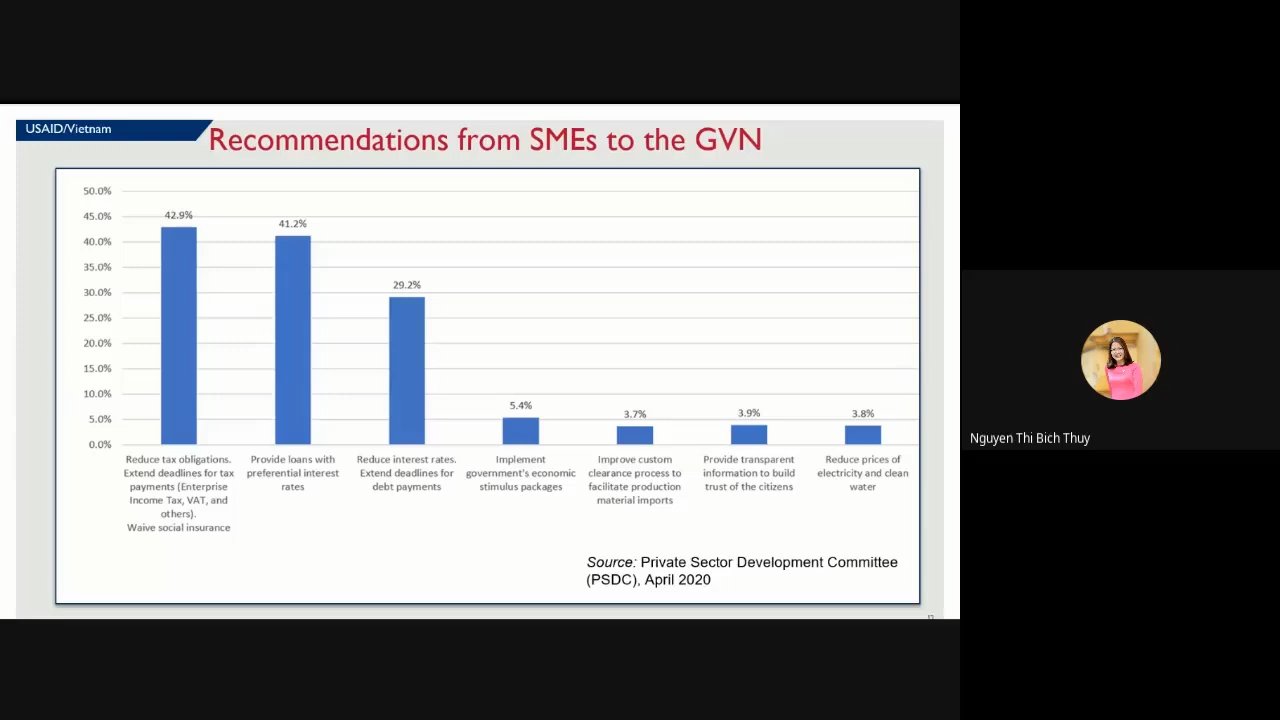 USAID/Vietnam
Recommendations from SMEs to the GVN
50.0%
45.0%
40.0%
35.0%
30.0%
25.0%
20.0%
15.0%
10.0%
5.0%
0.0%
42.9%
41.2%
29.2%
5.4%
3.7%
3.9%
3.8%
Reduce tax obligations.
Extend deadlines for tax
payments (Enterprise
Income Tax, VAT, and
others).
Waive social insurance
Provide loans with
preferential interest
rates
Reduce interest rates.
Extend deadlines for
debt payments
Implement
government's economic
stimulus packages
Improve custom
clearance process to
facilitate production
material imports
Provide transparent
information to build
trust of the citizens
Reduce prices of
electricity and clean
water
Source: Private Sector Development Committee
(PSDC), April 2020
Nguyen Thi Bich Thuy